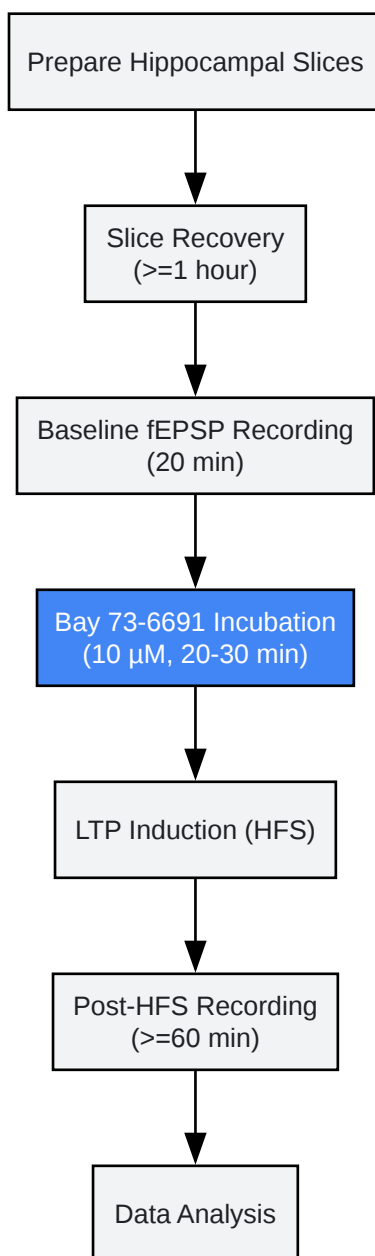 Prepare Hippocampal Slices
Slice Recovery
(>=1 hour)
Baseline fEPSP Recording
(20 min)
Bay 73-6691 Incubation
(10 µM, 20-30 min)
LTP Induction (HFS)
Post-HFS Recording
(>=60 min)
Data Analysis